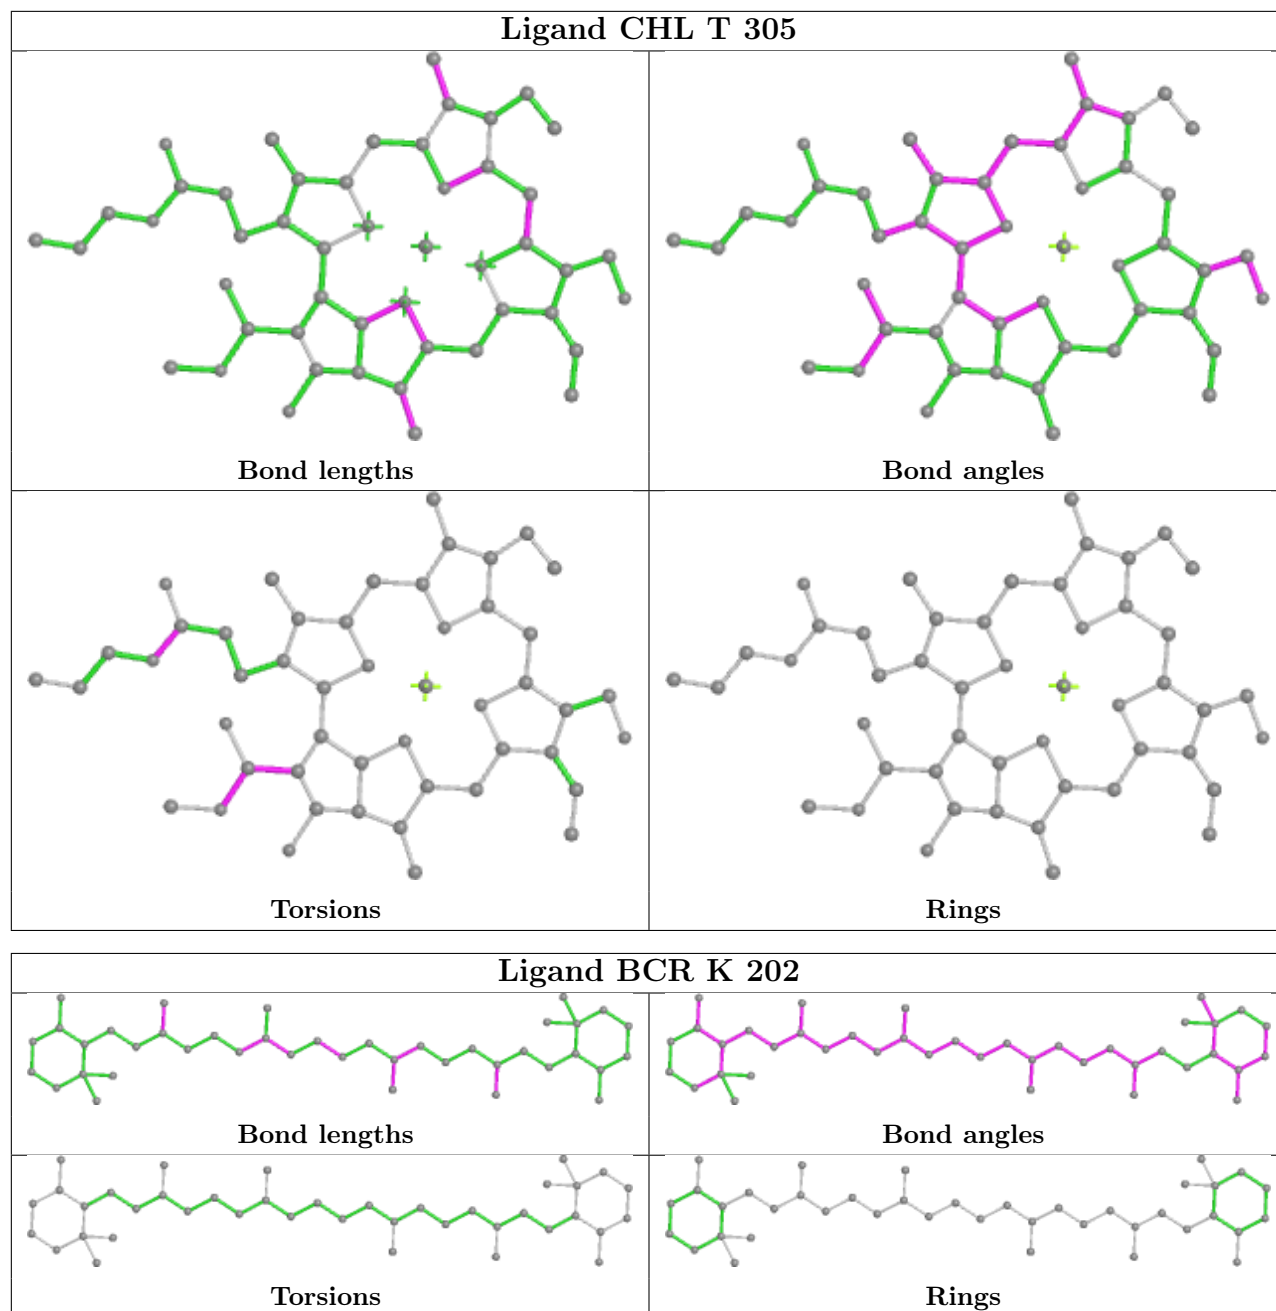 Ligand CHL T 305
Bond lengths
Bond angles
Torsions
Rings
Ligand BCR K 202
Bond lengths
Bond angles
Torsions
Rings